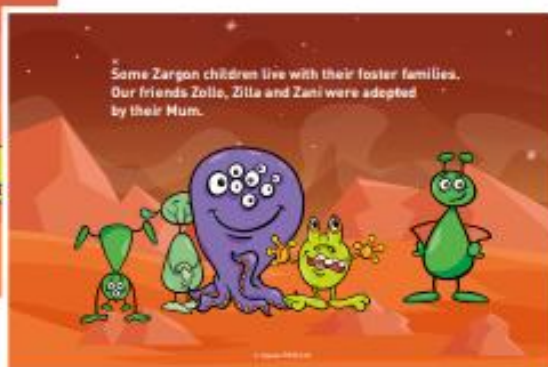 Some Zargon children live with their foster families.
Our friends Zollo, Zilla and Zani were adopted
by their Mum.